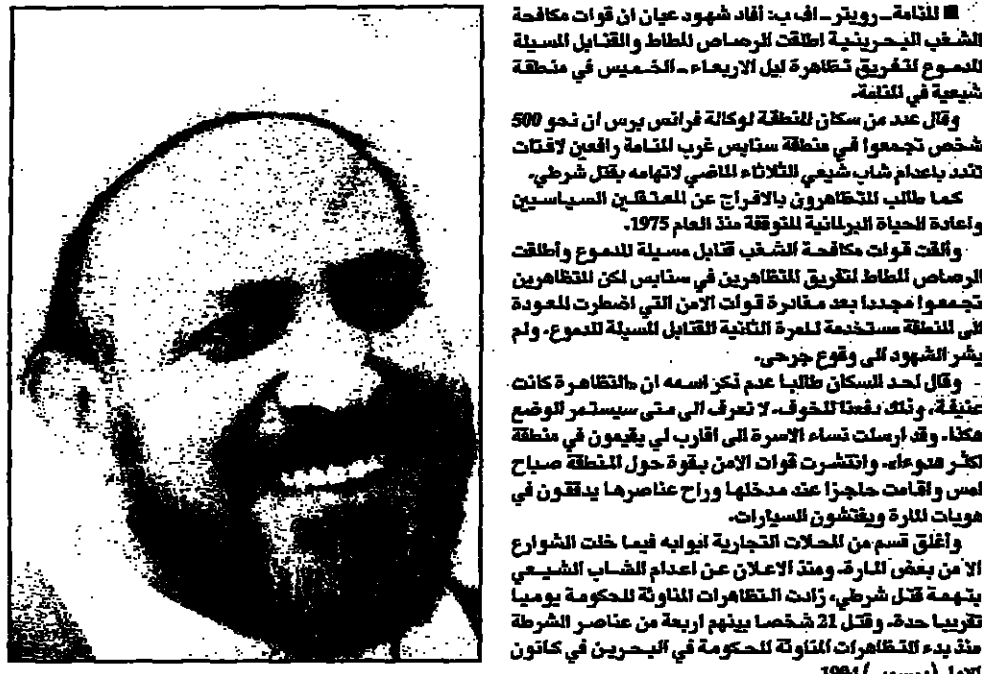 ■ المنامة ـ رويتر ـ اف ب: أفاد شهود عيان ان قوات مكافحة
الشغب البحرينية اطلقت الرصاص المطاط والقنابل المسيلة
للدموع لتفريق تظاهرة ليل الاربعاء ـ الخميس في منطقة
شيعية في المنامة.
وقال عدد من سكان المنطقة لوكالة فرانس برس ان نحو 500
شخص تجمعوا في منطقة سنابس غرب المنامة رافعين لافتات
تندد باعدام شاب شيعي الثلاثاء الماضي لاتهامه بقتل شرطي.
كما طالب المتظاهرون بالافراج عن المعتقلين السياسيين
واعادة الحياة البرلمانية المتوقفة منذ العام 1975.
وألقت قوات مكافحة الشغب قنابل مسيلة للدموع وأطلقت
الرصاص المطاط لتفريق المتظاهرين في سنابس لكن المتظاهرين
تجمعوا مجددا بعد مغادرة قوات الامن التي اضطرت للعودة
الى المنطقة مستخدمة للمرة الثانية القنابل المسيلة للدموع. ولم
يشر الشهود الى وقوع جرحى.
وقال احد السكان طالبا عدم ذكر اسمه ان «التظاهرة كانت
عنيفة، وذلك دفعنا للخوف. لا نعرف الى متى سيستمر الوضع
هكذا. وقد ارسلت نساء الاسرة الى اقارب لي يقيمون في منطقة
اكثر هدوءا». وانتشرت قوات الامن بقوة حول المنطقة صباح
امس واقامت حاجزا عند مدخلها وراح عناصرها يدققون في
هويات المارة ويفتشون السيارات.
وأغلق قسم من المحلات التجارية ابوابه فيما خلت الشوارع
الا من بعض المارة. ومنذ الاعلان عن اعدام الشاب الشيعي
بتهمة قتل شرطي، زادت التظاهرات المناوئة للحكومة يوميا
تقريبا حدة. وقتل 21 شخصا بينهم اربعة من عناصر الشرطة
منذ بدء التظاهرات المناوئة للحكومة في البحرين في كانون